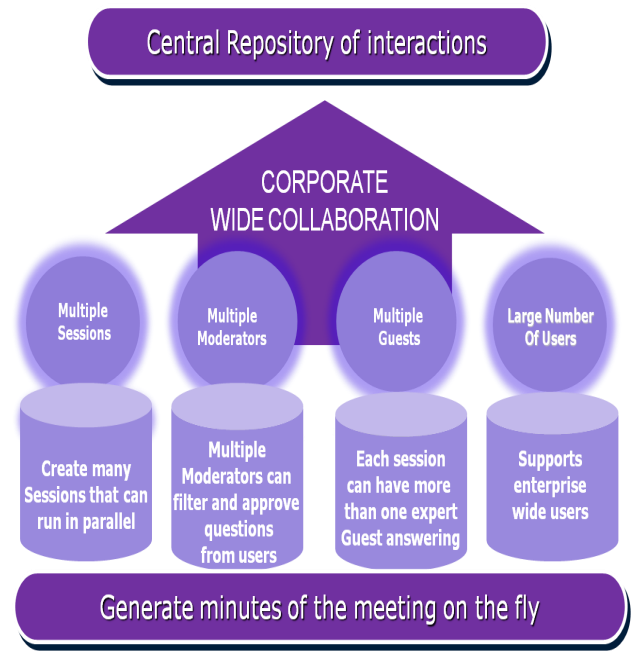 Central Repository of interactions
CORPORATE
WIDE COLLABORATION
Multiple
Sessions
Multiple
Moderators
Multiple
Guests
Large Number
Of Users
Create many
Sessions that can
run in parallel
Multiple
Moderators can
filter and approve
questions
from users
Each session
can have more
than one expert
Guest answering
Supports
enterprise
wide users
Generate minutes of the meeting on the fly